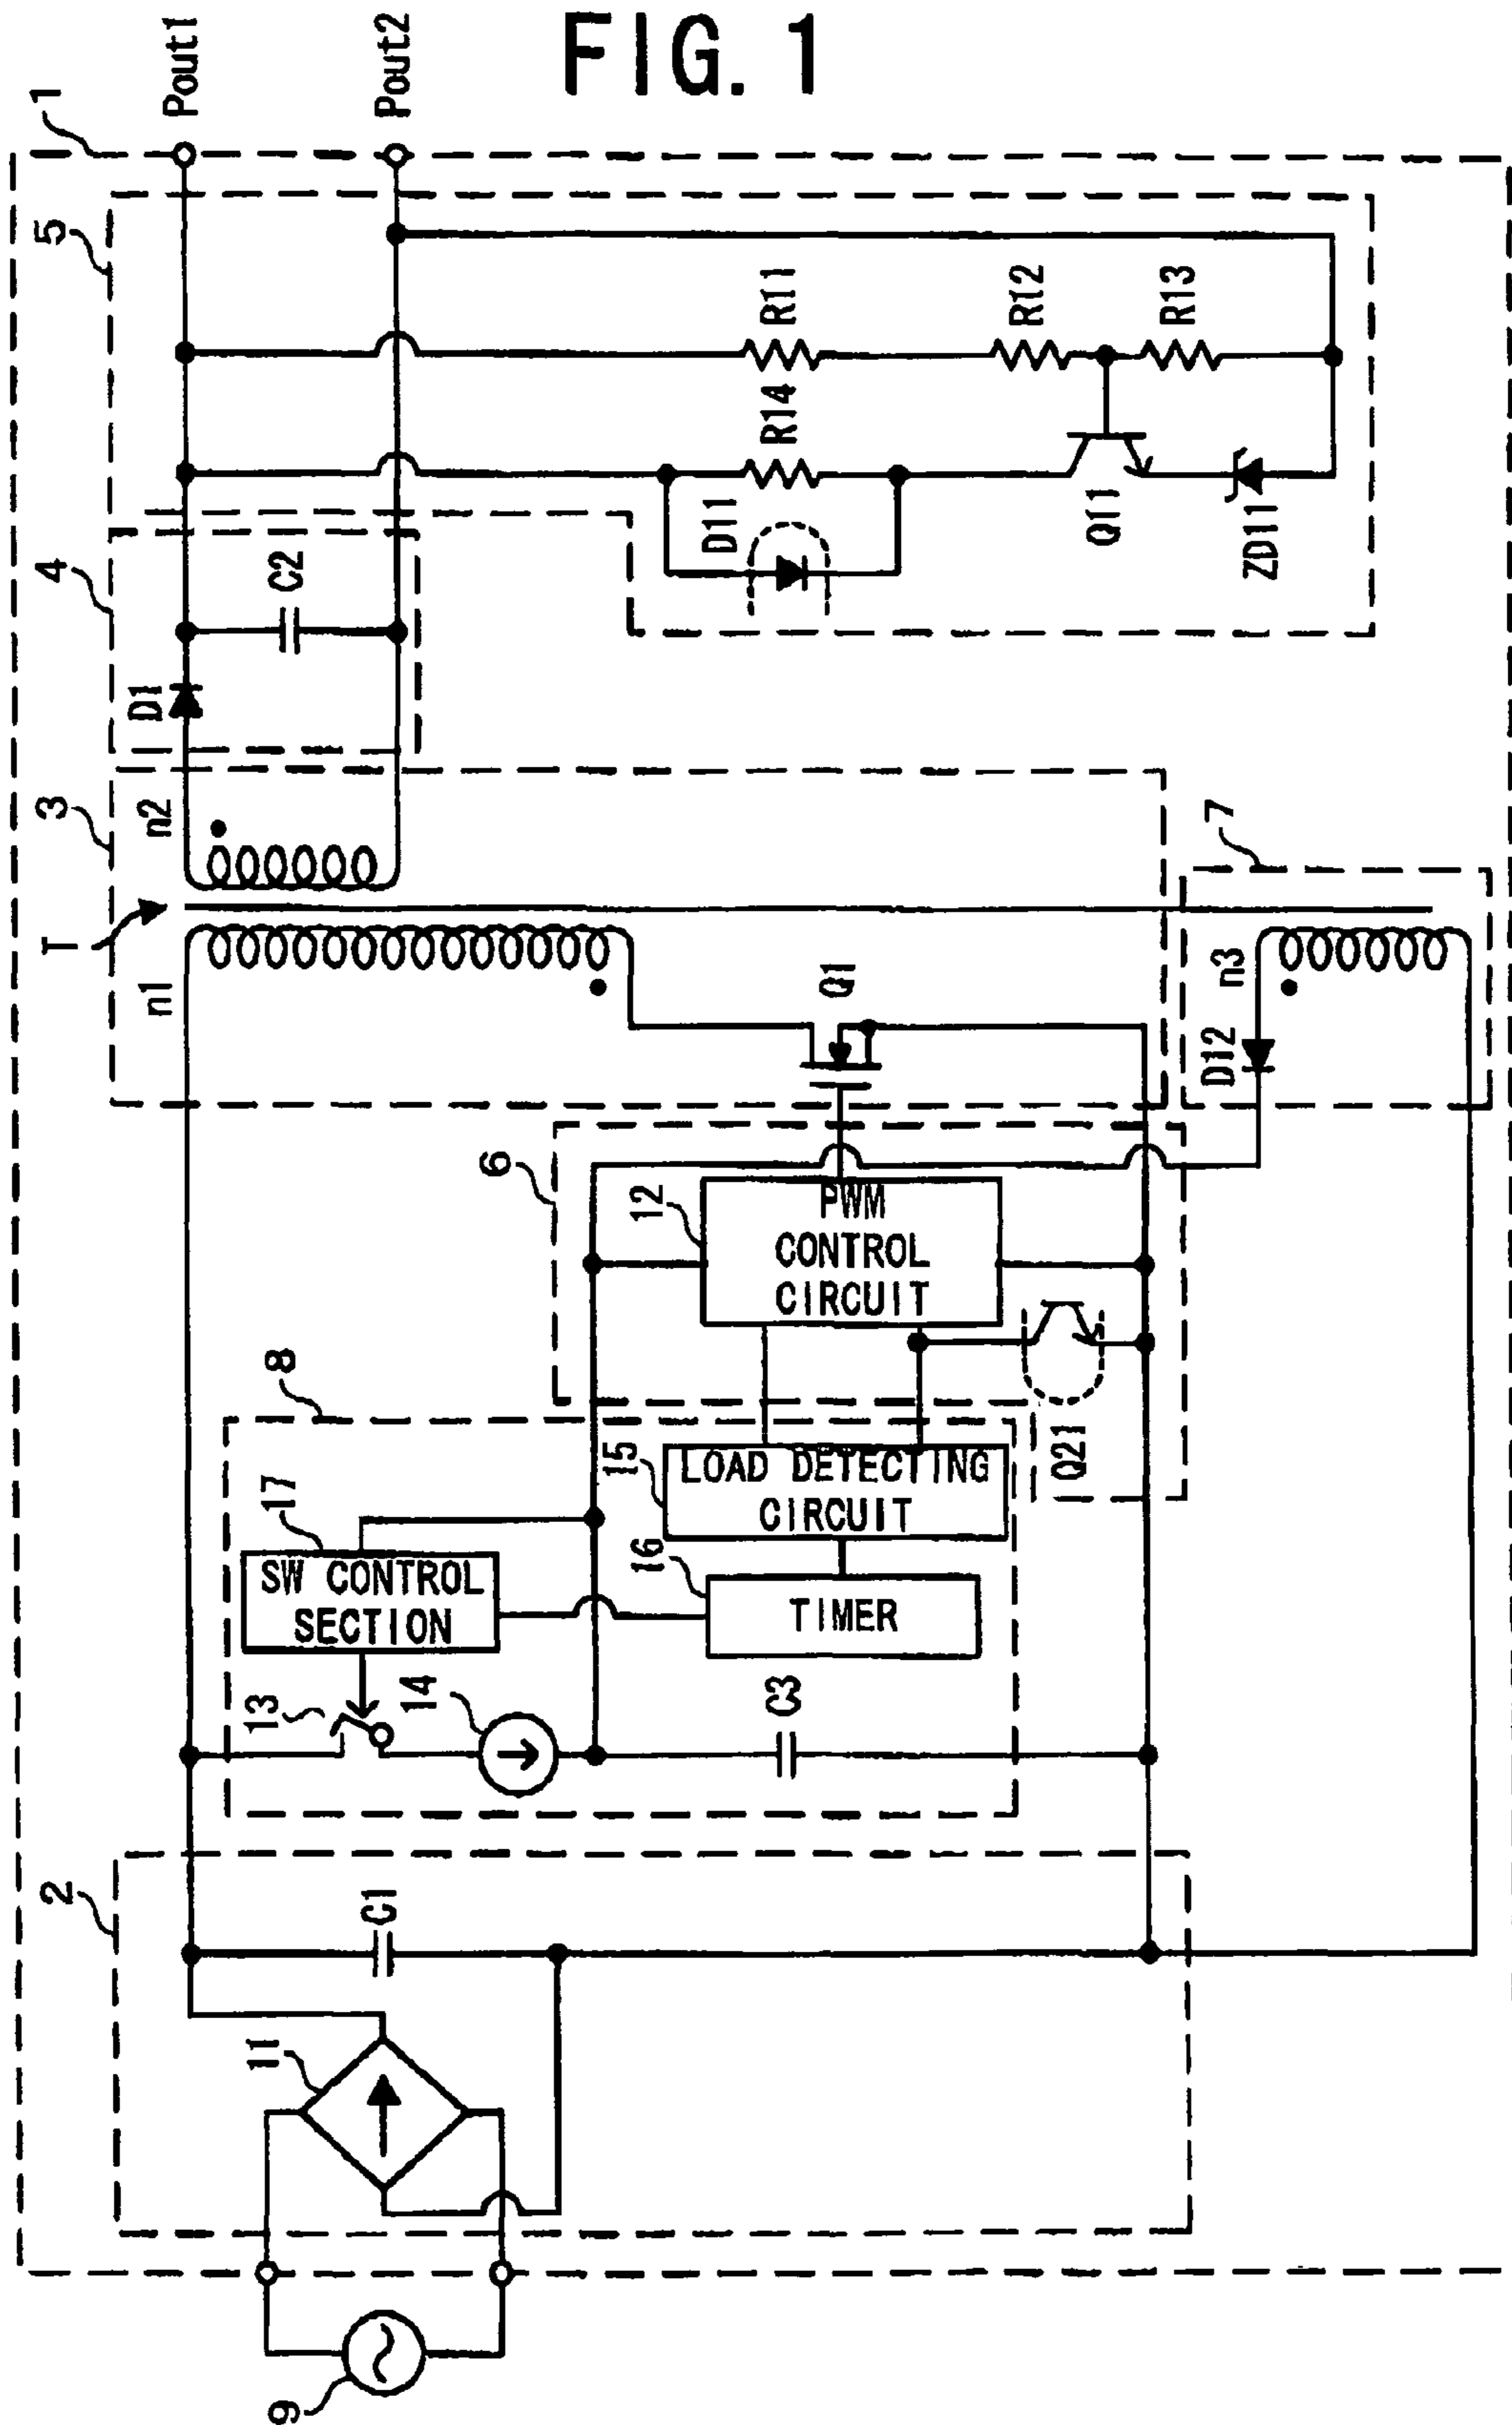 FIG. 1
1
Pout1
Pout2
5
R11
R12
R13
R14
D11
Q11
ZD11
4
D1
C2
3
T
n1
n2
Q1
7
n3
D12
6
12
PWM
CONTROL
CIRCUIT
Q21
8
17
SW CONTROL
SECTION
15
LOAD DETECTING
CIRCUIT
16
TIMER
13
14
C3
2
C1
11
9